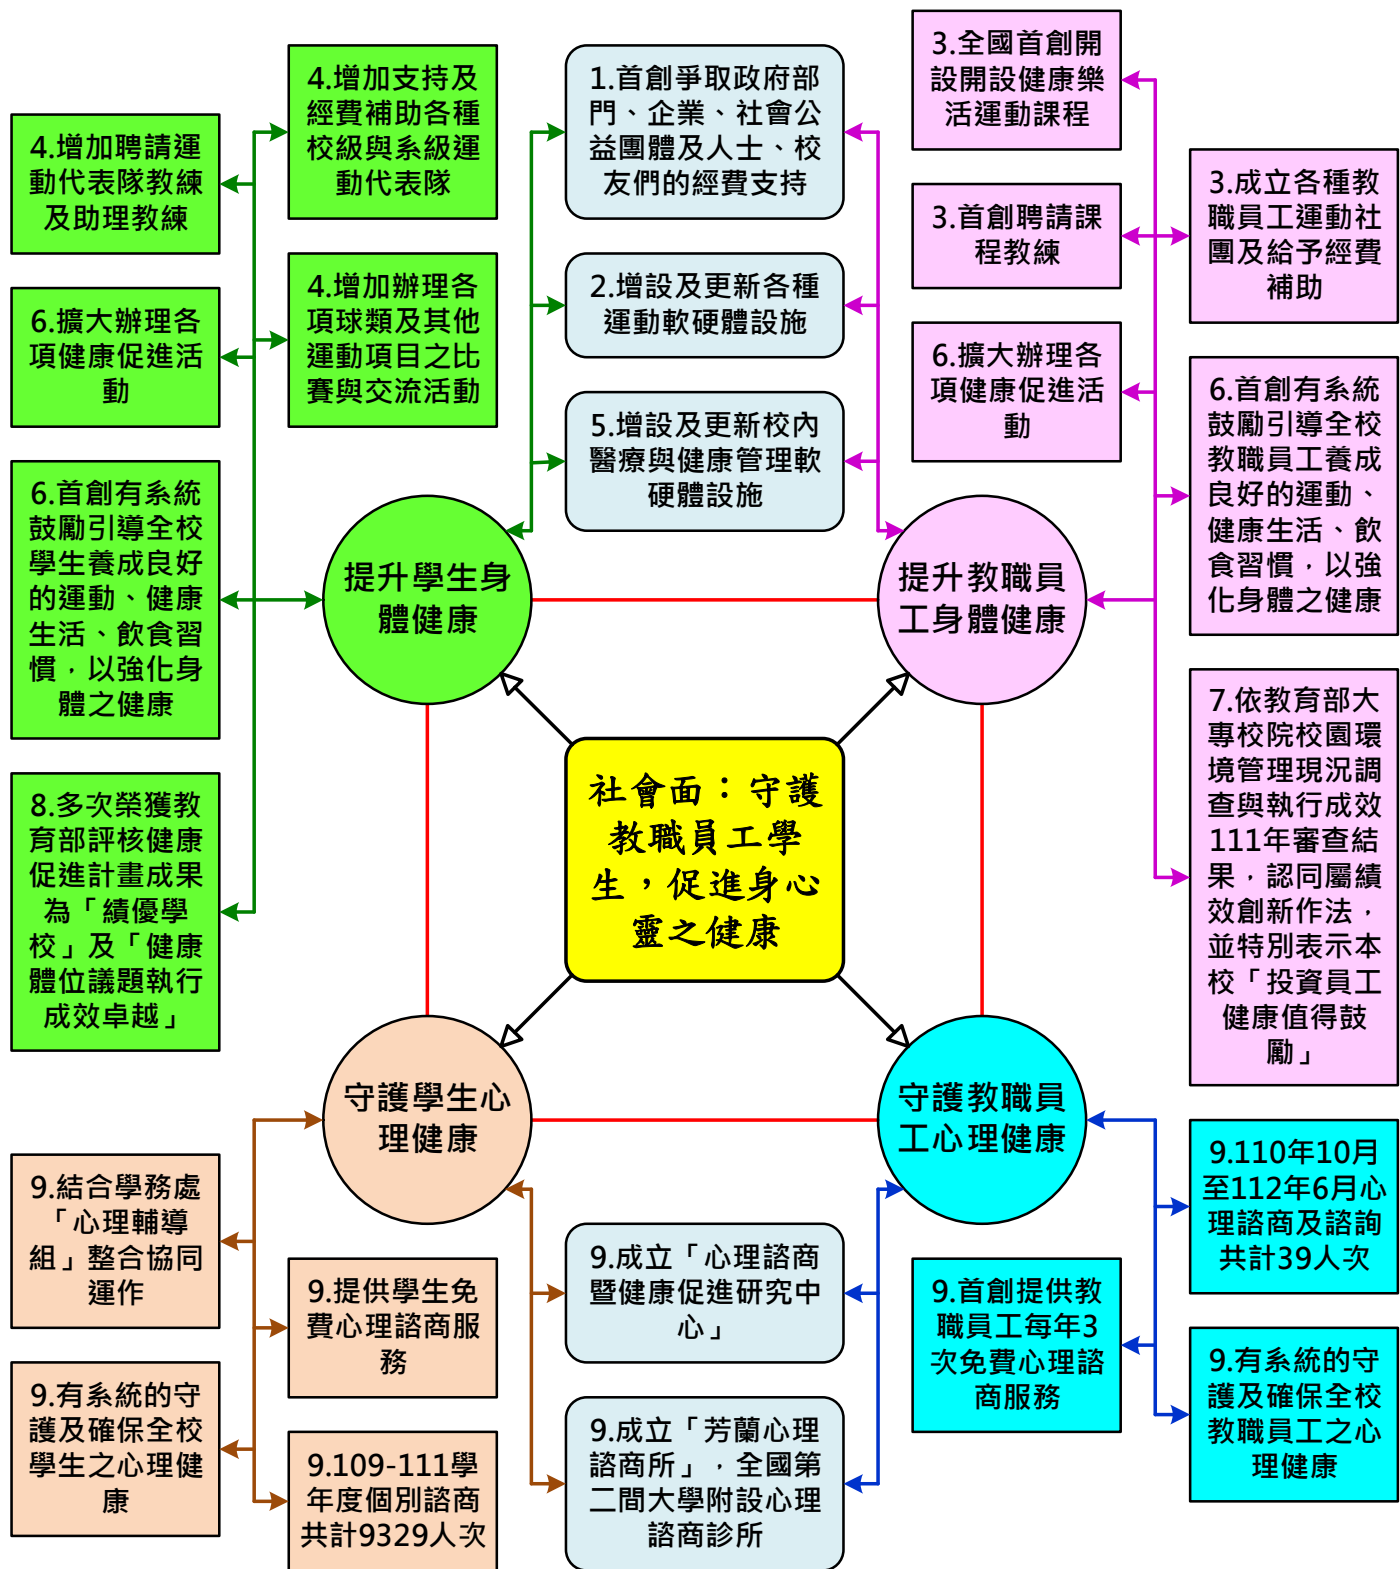 4.增加支持及
經費補助各種
校級與系級運
動代表隊
1.首創爭取政府部
門、企業、社會公
益團體及人士、校
友們的經費支持
3.全國首創開
設開設健康樂
活運動課程
4.增加聘請運
動代表隊教練
及助理教練
3.成立各種教
職員工運動社
團及給予經費
補助
3.首創聘請課
程教練
4.增加辦理各
項球類及其他
運動項目之比
賽與交流活動
2.增設及更新各種
運動軟硬體設施
6.擴大辦理各
項健康促進活
動
6.擴大辦理各
項健康促進活
動
6.首創有系統
鼓勵引導全校
教職員工養成
良好的運動、
健康生活、飲
食習慣，以強
化身體之健康
5.增設及更新校內
醫療與健康管理軟
硬體設施
6.首創有系統
鼓勵引導全校
學生養成良好
的運動、健康
生活、飲食習
慣，以強化身
體之健康
提升學生身
體健康
提升教職員
工身體健康
7.依教育部大
專校院校園環
境管理現況調
查與執行成效
111年審查結
果，認同屬績
效創新作法，
並特別表示本
校「投資員工
健康值得鼓
勵」
社會面：守護
教職員工學
生，促進身心
靈之健康
8.多次榮獲教
育部評核健康
促進計畫成果
為「績優學
校」及「健康
體位議題執行
成效卓越」
守護學生心
理健康
守護教職員
工心理健康
9.結合學務處
「心理輔導
組」整合協同
運作
9.110年10月
至112年6月心
理諮商及諮詢
共計39人次
9.提供學生免
費心理諮商服
務
9.成立「心理諮商
暨健康促進研究中
心」
9.首創提供教
職員工每年3
次免費心理諮
商服務
9.有系統的守
護及確保全校
學生之心理健
康
9.有系統的守
護及確保全校
教職員工之心
理健康
9.109-111學
年度個別諮商
共計9329人次
9.成立「芳蘭心理
諮商所」，全國第
二間大學附設心理
諮商診所